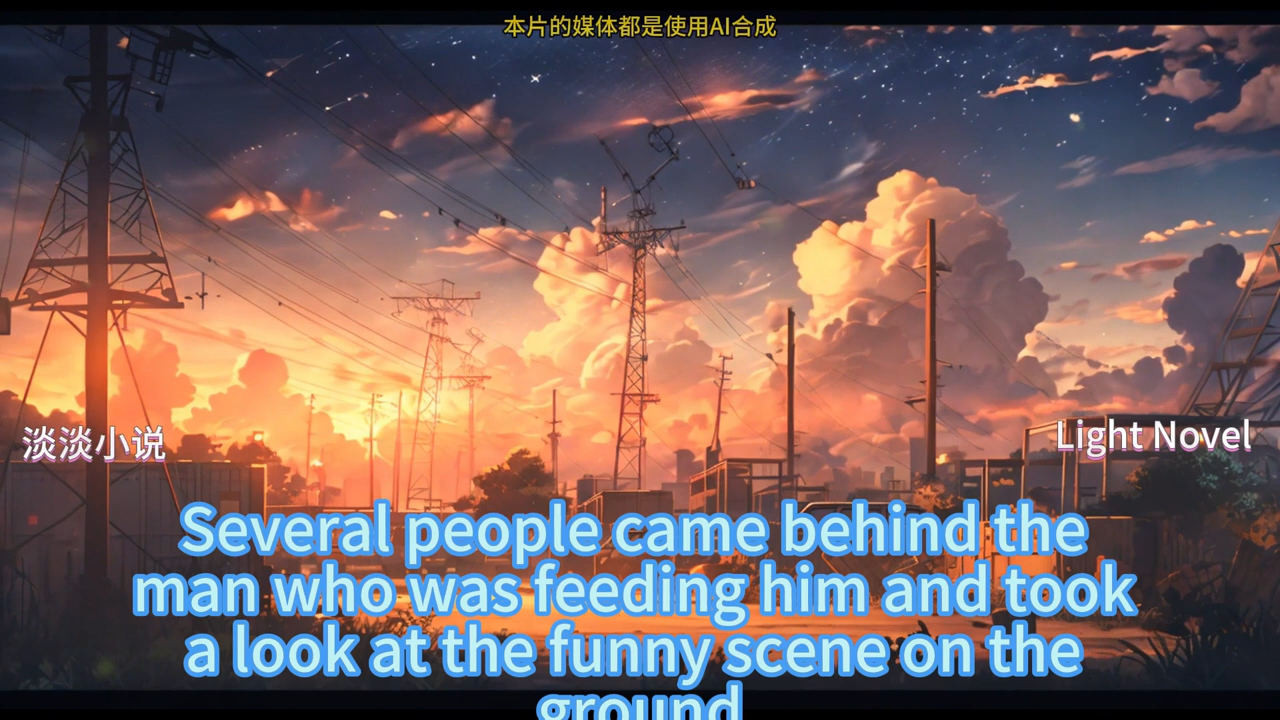 本片的媒体都是使用AI合成
淡淡小说
Light Novel
Several people came behind the
man who was feeding him and took
a look at the funny scene on the
ground